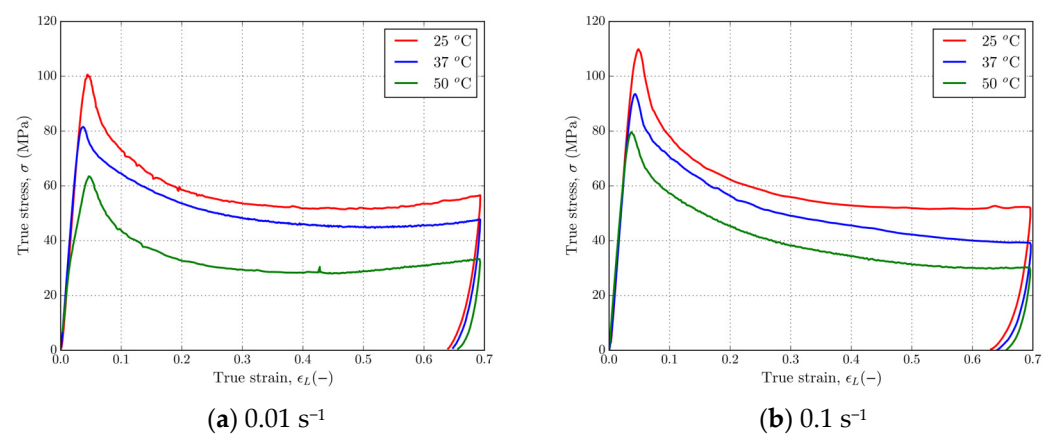 120
100
80
60
40
20
0
0.0 0.1 0.2 0.3 0.4 0.5 0.6 0.7
True stress, σ (MPa)
True strain, ϵL(−)
25 °C
37 °C
50 °C
(a) 0.01 s⁻¹
120
100
80
60
40
20
0
0.0 0.1 0.2 0.3 0.4 0.5 0.6 0.7
True stress, σ (MPa)
True strain, ϵL(−)
25 °C
37 °C
50 °C
(b) 0.1 s⁻¹